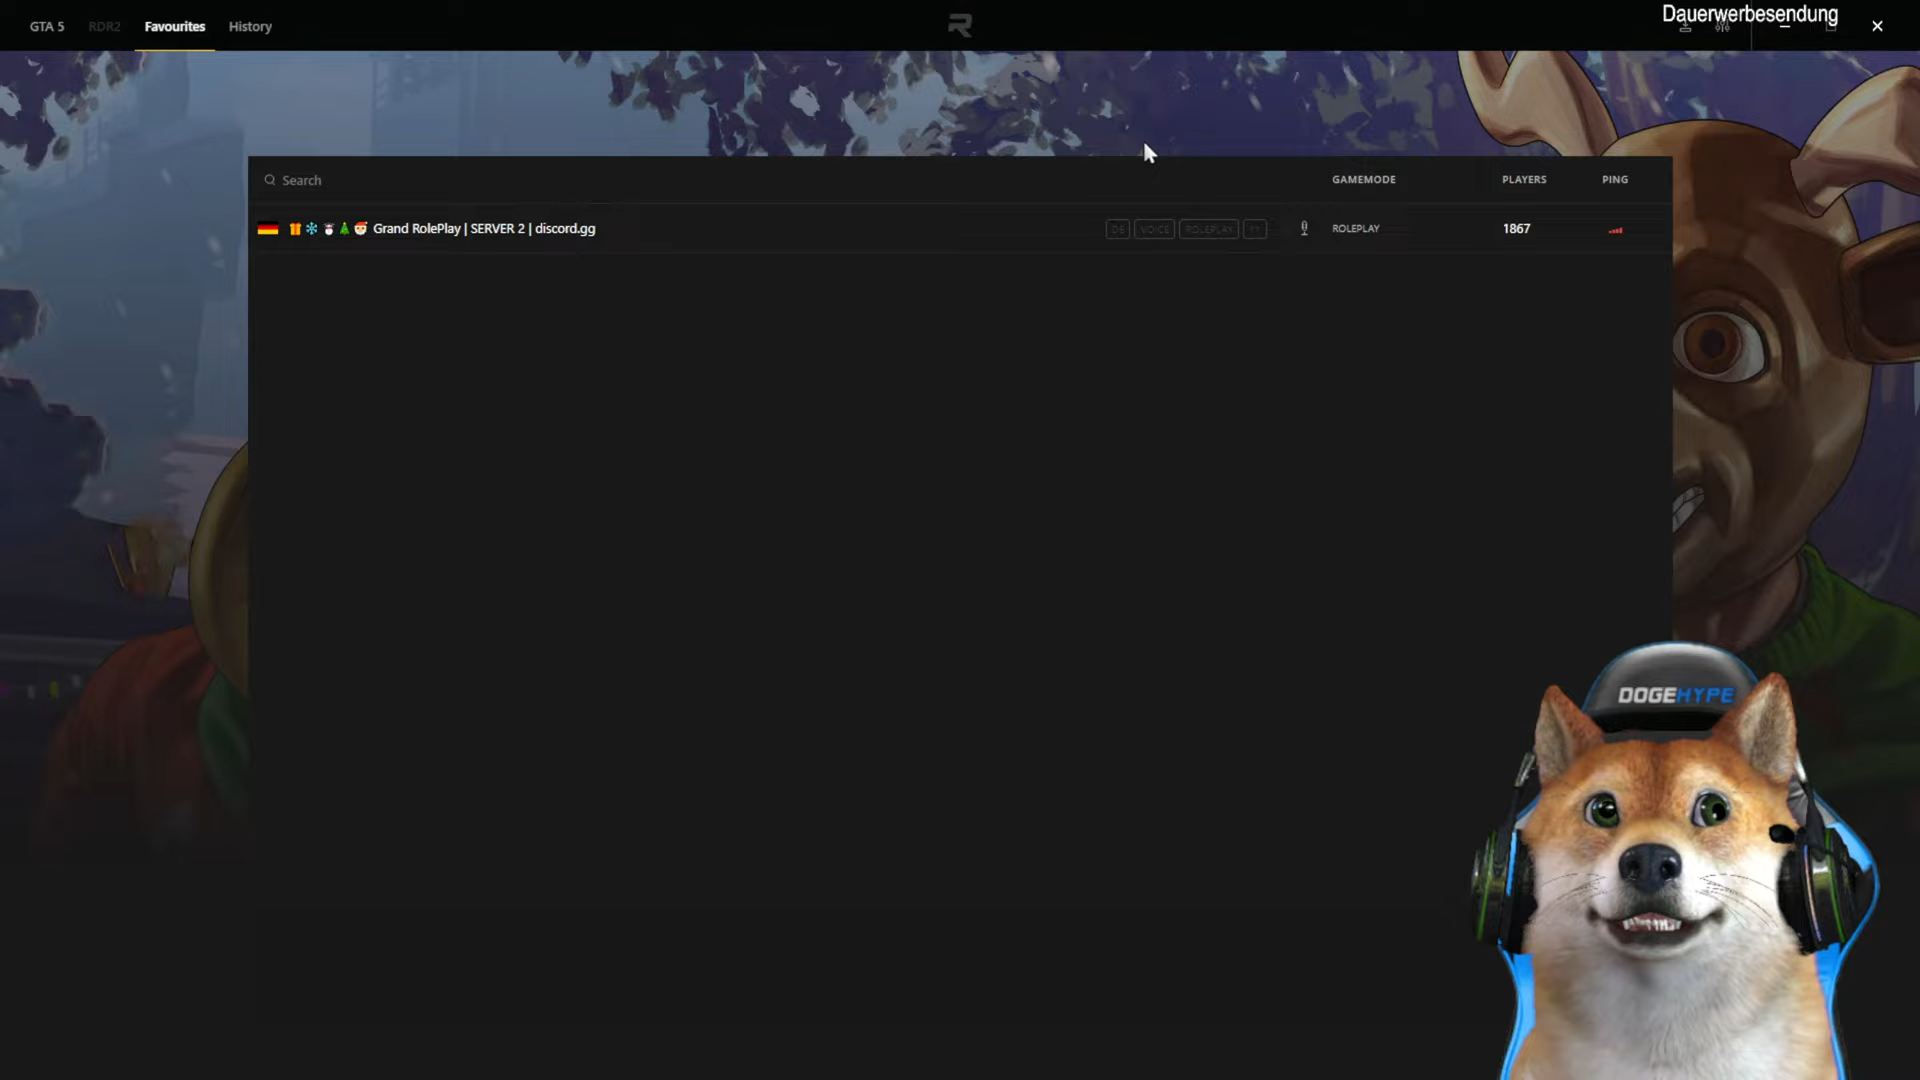 GTA 5 RDR2 Favourites History
Dauerwerbesendung
Search GAMEMODE PLAYERS PING
Grand RolePlay | SERVER 2 | discord.gg DE VOICE ROLEPLAY ROLEPLAY 1867
DOGEHYPE